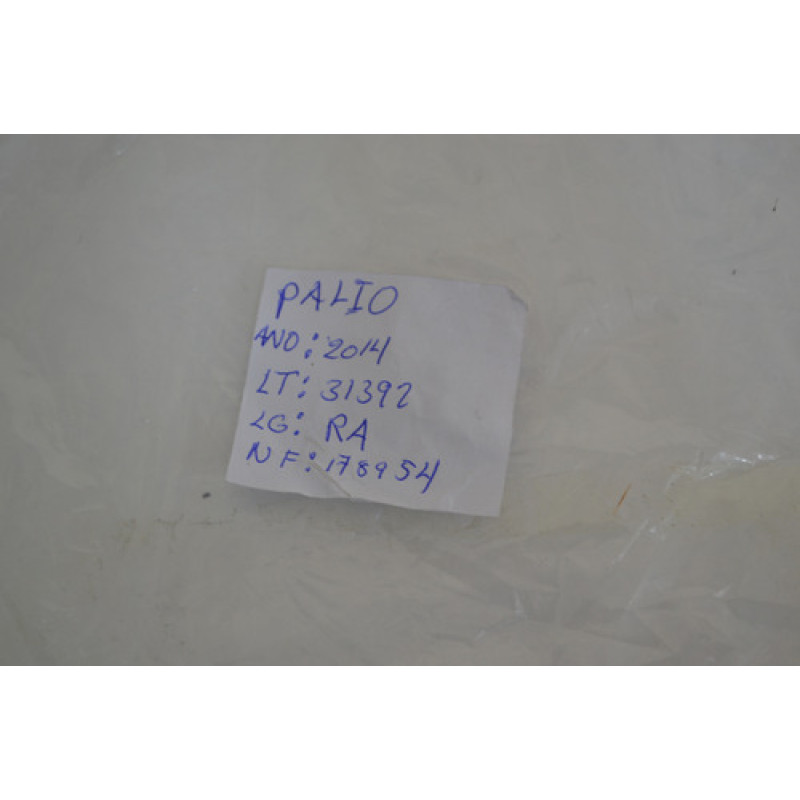 PALIO
ANO: 2014
LT: 31392
LG: RA
NF: 178954